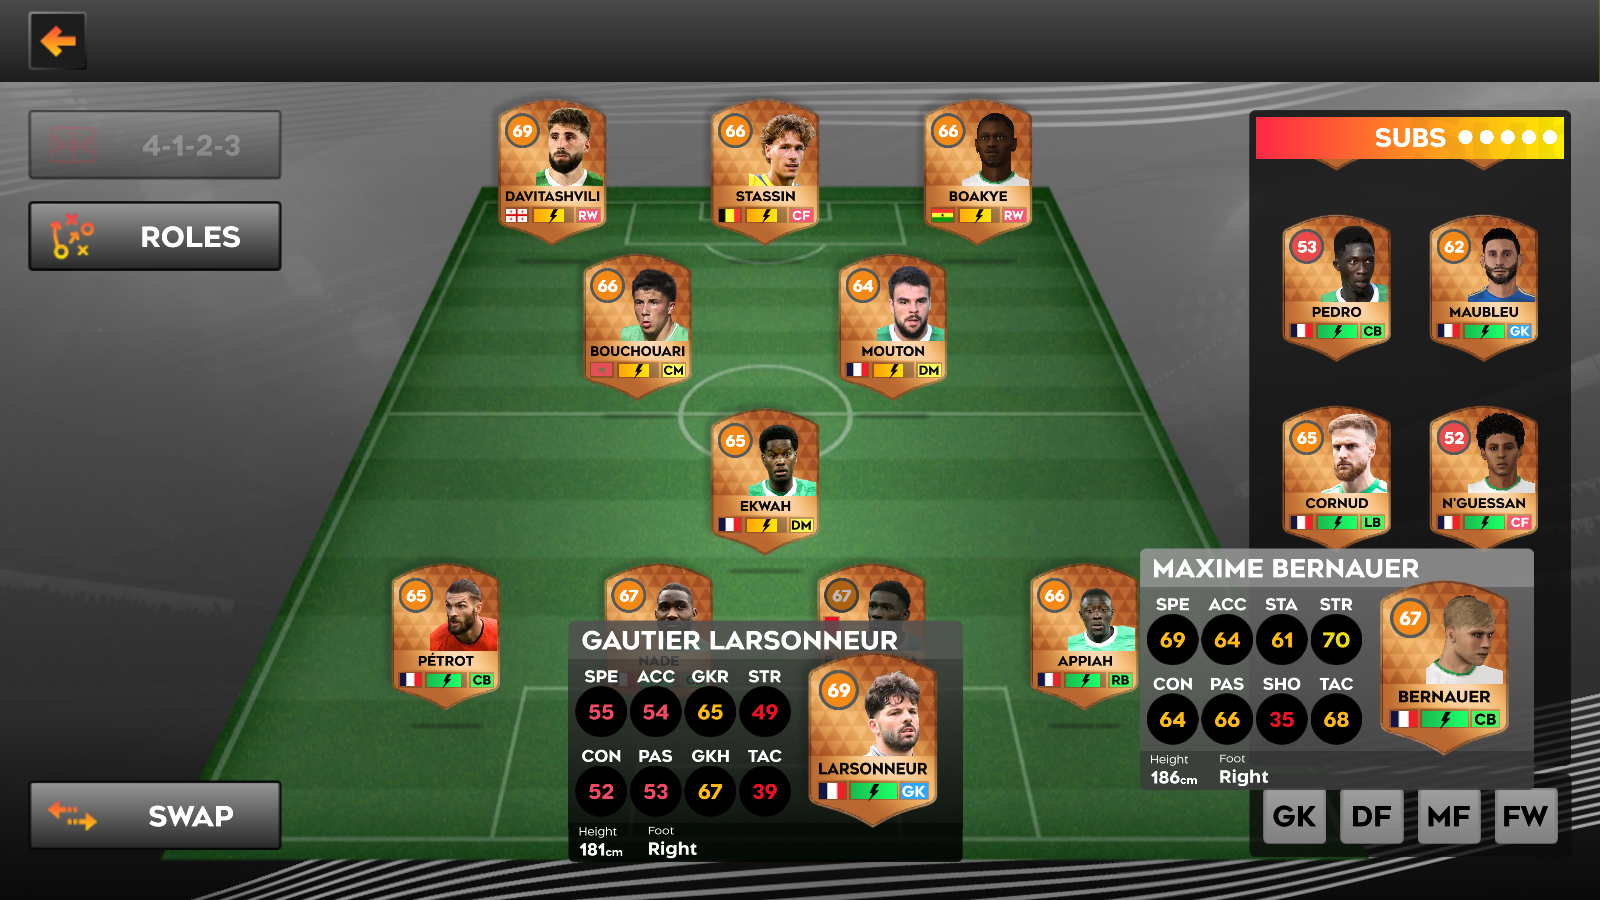 4-1-2-3
ROLES
SWAP
69
DAVITASHVILI
RW
66
STASSIN
CF
66
BOAKYE
RW
66
BOUCHOUARI
CM
64
MOUTON
DM
65
EKWAH
DM
65
PÉTROT
CB
67
NADE
67
66
APPIAH
RB
GAUTIER LARSONNEUR
SPE ACC GKR STR
55 54 65 49
CON PAS GKH TAC
52 53 67 39
Height Foot
181cm Right
69
LARSONNEUR
GK
SUBS
53
PEDRO
CB
62
MAUBLEU
GK
65
CORNUD
LB
52
N'GUESSAN
CF
MAXIME BERNAUER
SPE ACC STA STR
69 64 61 70
CON PAS SHO TAC
64 66 35 68
Height Foot
186cm Right
67
BERNAUER
CB
GK DF MF FW